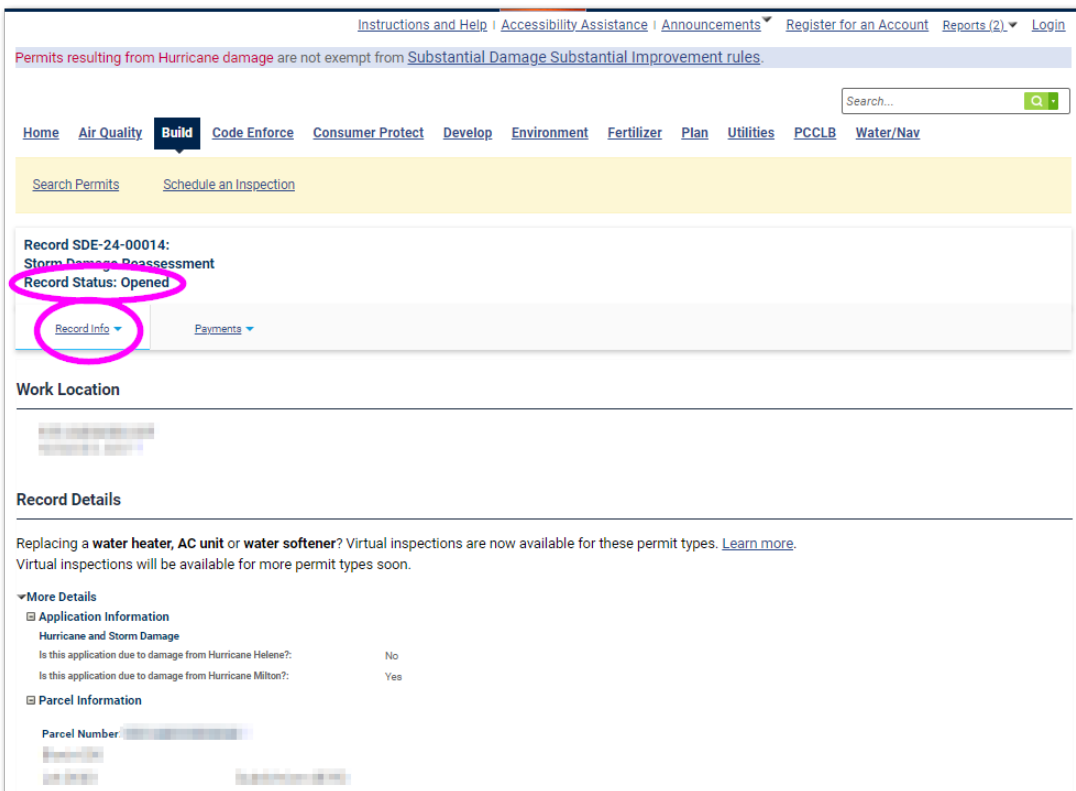 Instructions and Help | Accessibility Assistance | Announcements Register for an Account Reports (2) Login
Permits resulting from Hurricane damage are not exempt from Substantial Damage Substantial Improvement rules.
Search...
Home Air Quality Build Code Enforce Consumer Protect Develop Environment Fertilizer Plan Utilities PCCLB Water/Nav
Search Permits Schedule an Inspection
Record SDE-24-00014:
Storm Damage Reassessment
Record Status: Opened
Record Info Payments
Work Location
Record Details
Replacing a water heater, AC unit or water softener? Virtual inspections are now available for these permit types. Learn more.
Virtual inspections will be available for more permit types soon.
More Details
Application Information
Hurricane and Storm Damage
Is this application due to damage from Hurricane Helene?: No
Is this application due to damage from Hurricane Milton?: Yes
Parcel Information
Parcel Number: